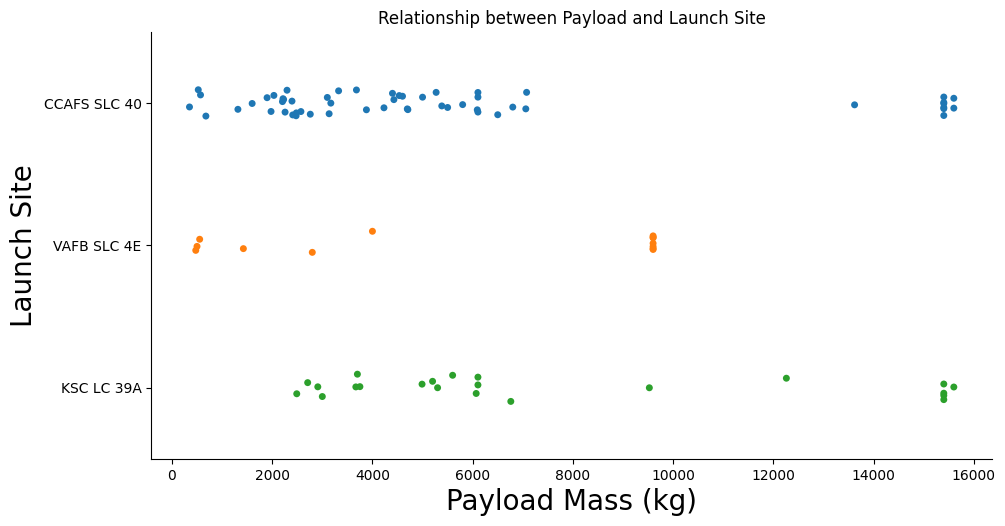 Relationship between Payload and Launch Site
Launch Site
CCAFS SLC 40
VAFB SLC 4E
KSC LC 39A
0 2000 4000 6000 8000 10000 12000 14000 16000
Payload Mass (kg)